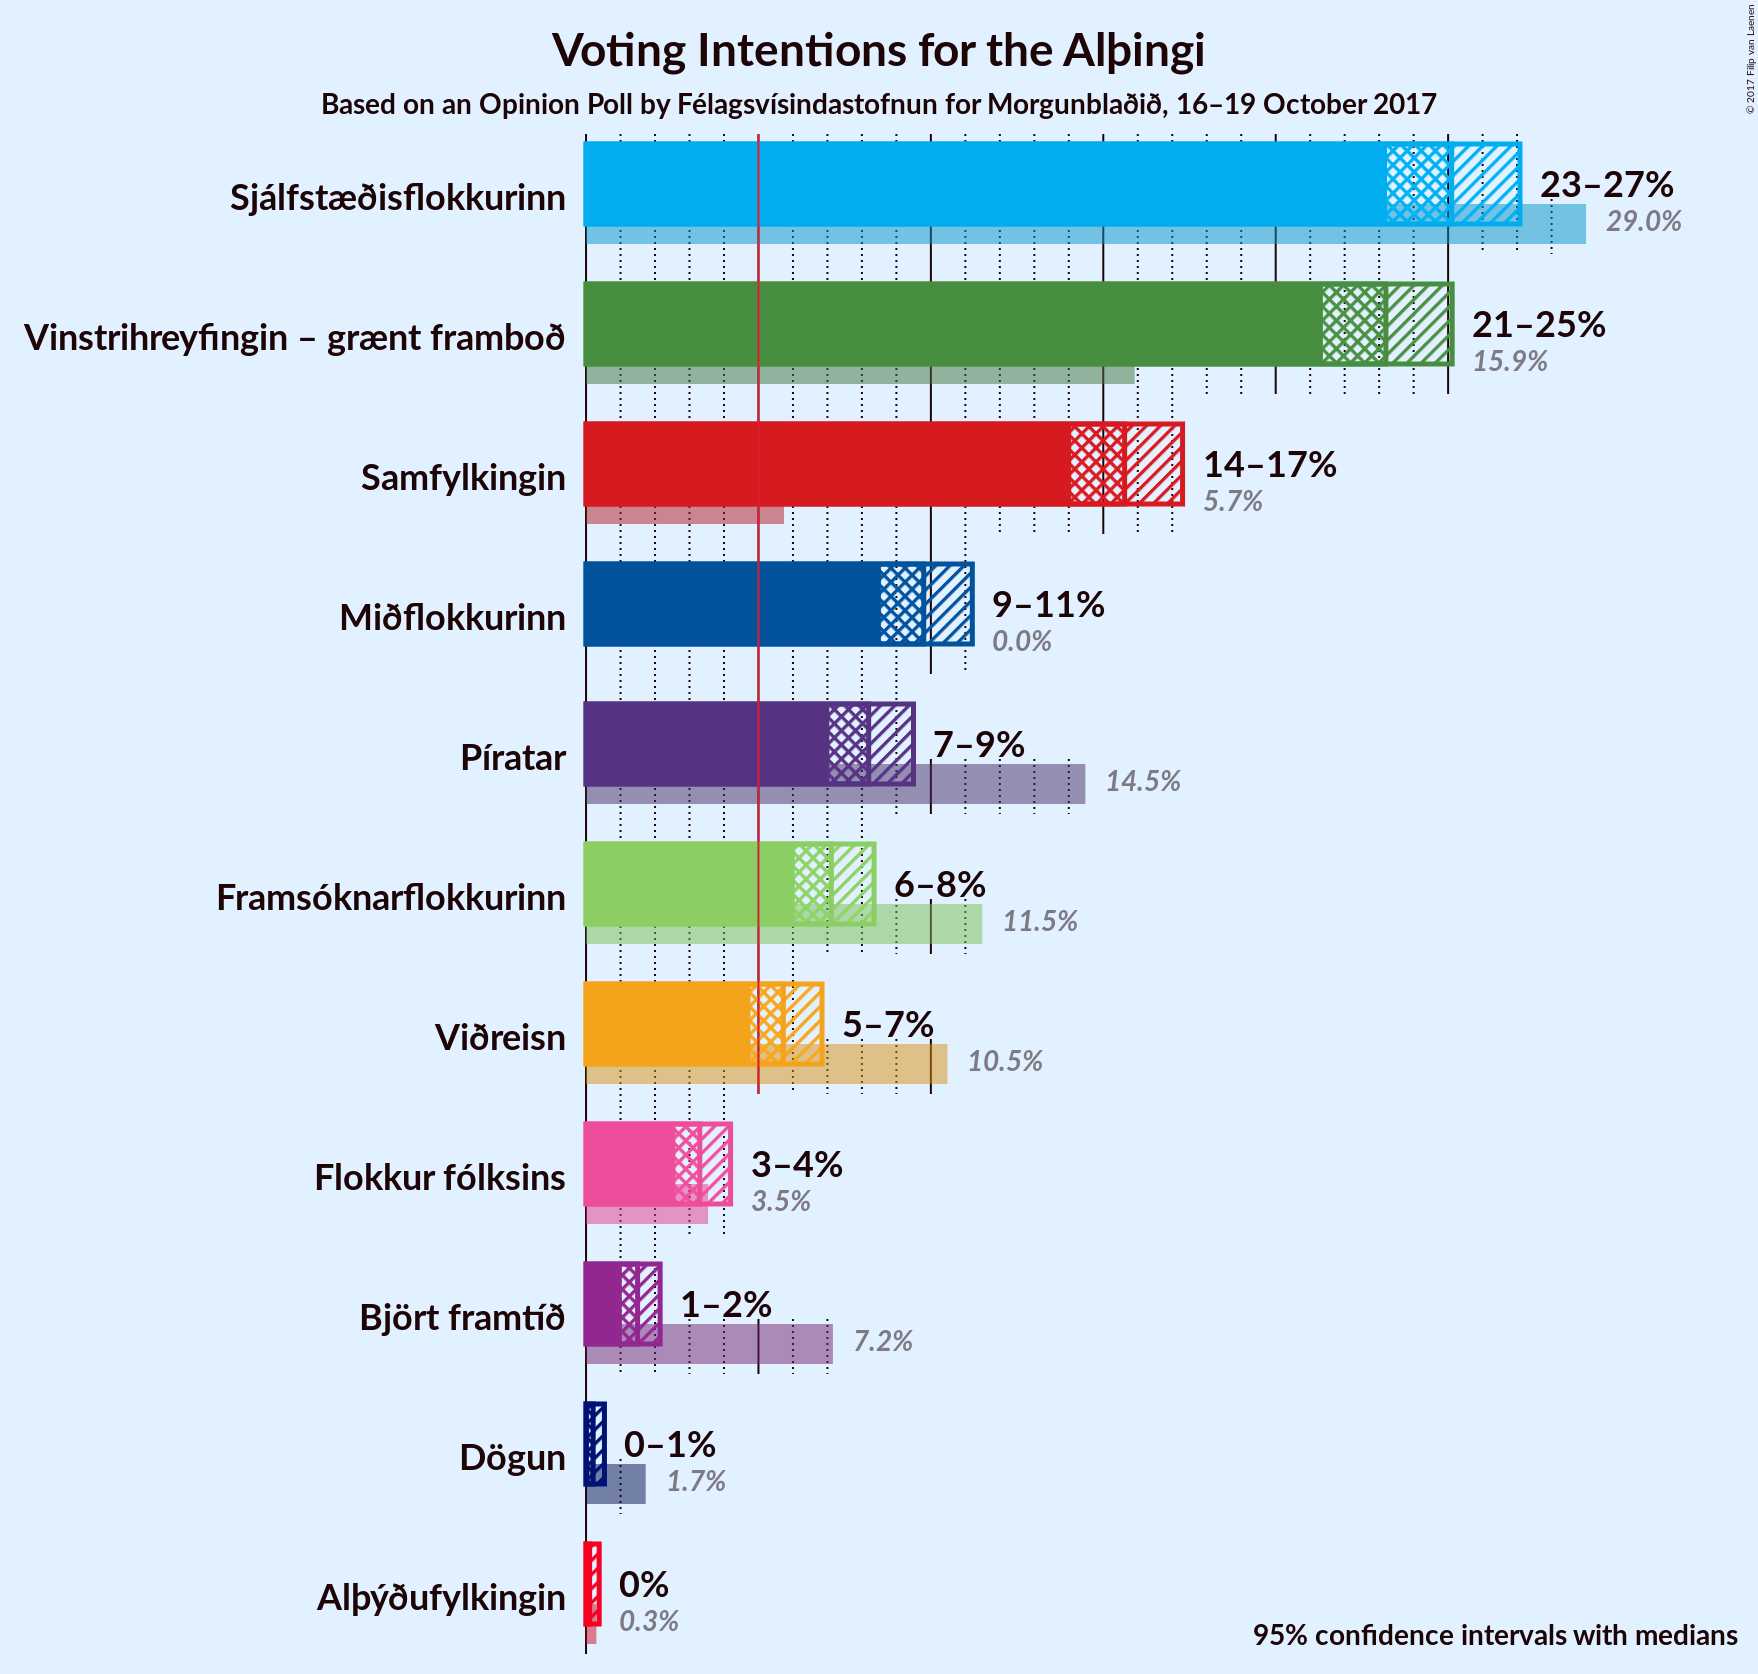 Voting Intentions for the Alþingi
Based on an Opinion Poll by Félagsvísindastofnun for Morgunblaðið, 16–19 October 2017
© 2017 Filip van Laenen
Sjálfstæðisflokkurinn
23–27%
29.0%
Vinstrihreyfingin – grænt framboð
21–25%
15.9%
Samfylkingin
14–17%
5.7%
Miðflokkurinn
9–11%
0.0%
Píratar
7–9%
14.5%
Framsóknarflokkurinn
6–8%
11.5%
Viðreisn
5–7%
10.5%
Flokkur fólksins
3–4%
3.5%
Björt framtíð
1–2%
7.2%
Dögun
0–1%
1.7%
Alþýðufylkingin
0%
0.3%
95% confidence intervals with medians